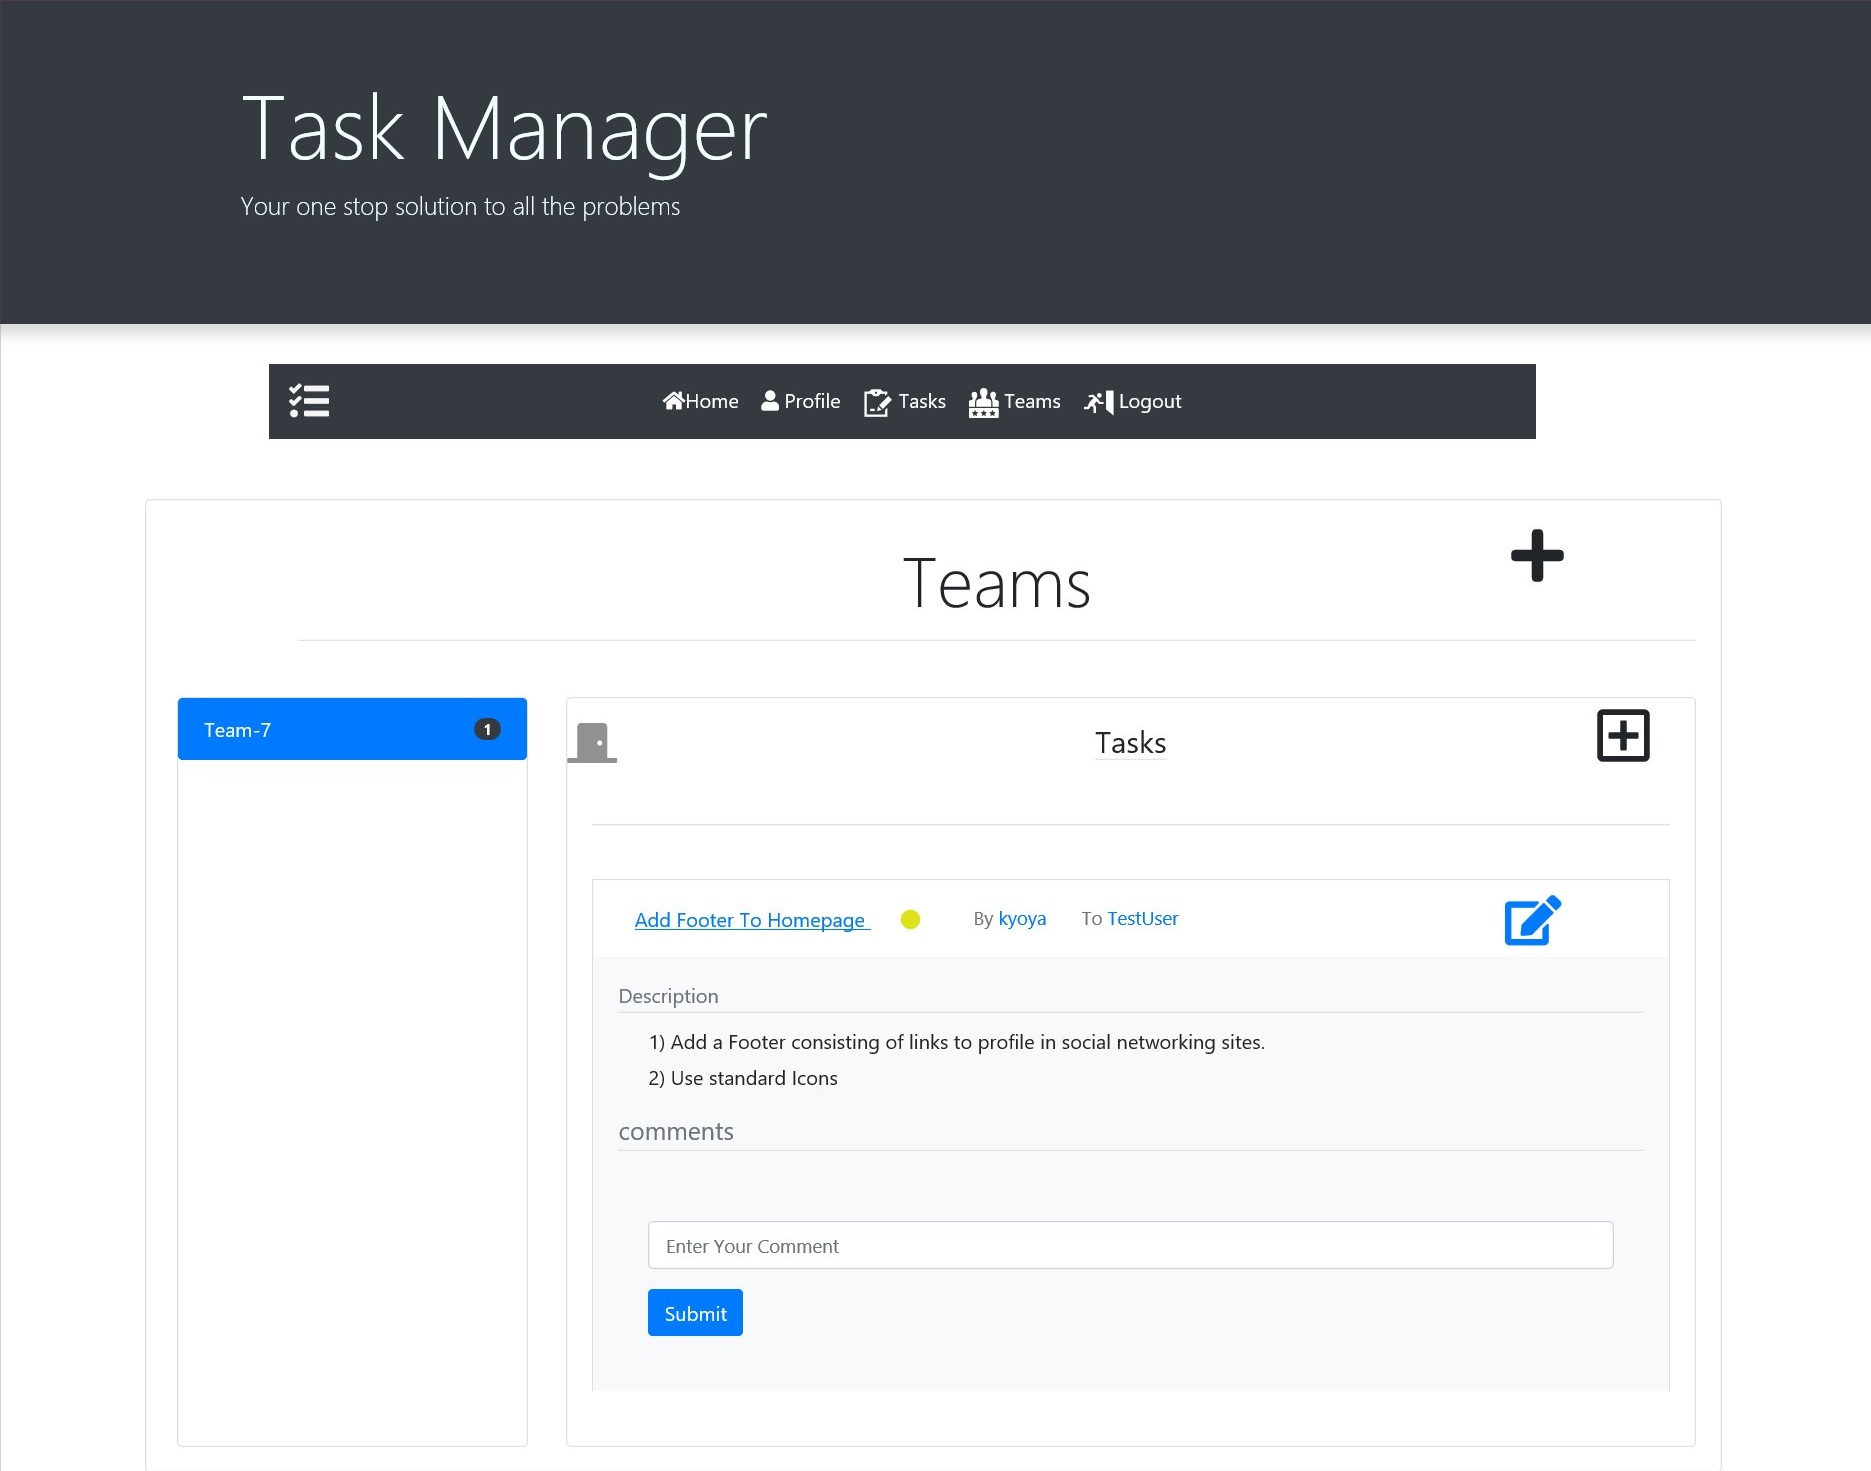 Task Manager
Your one stop solution to all the problems
Home Profile Tasks Teams Logout
Teams
Team-7 1
Tasks
Add Footer To Homepage By kyoya To TestUser
Description
1) Add a Footer consisting of links to profile in social networking sites.
2) Use standard Icons
comments
Enter Your Comment
Submit